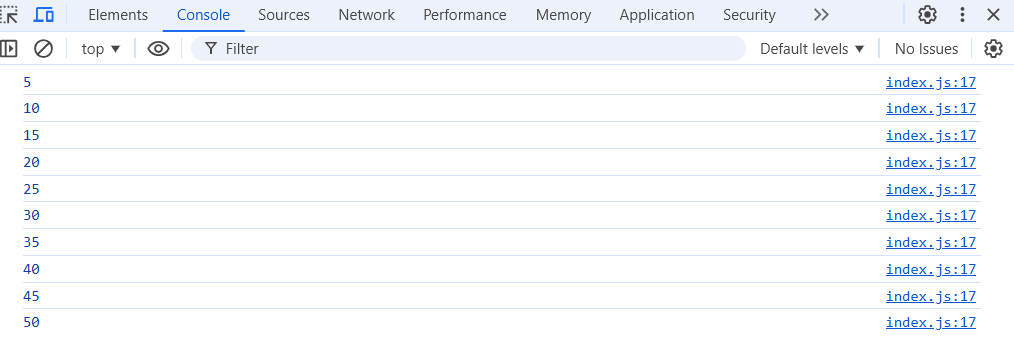 Elements Console Sources Network Performance Memory Application Security
top Filter Default levels No Issues
5 index.js:17
10 index.js:17
15 index.js:17
20 index.js:17
25 index.js:17
30 index.js:17
35 index.js:17
40 index.js:17
45 index.js:17
50 index.js:17